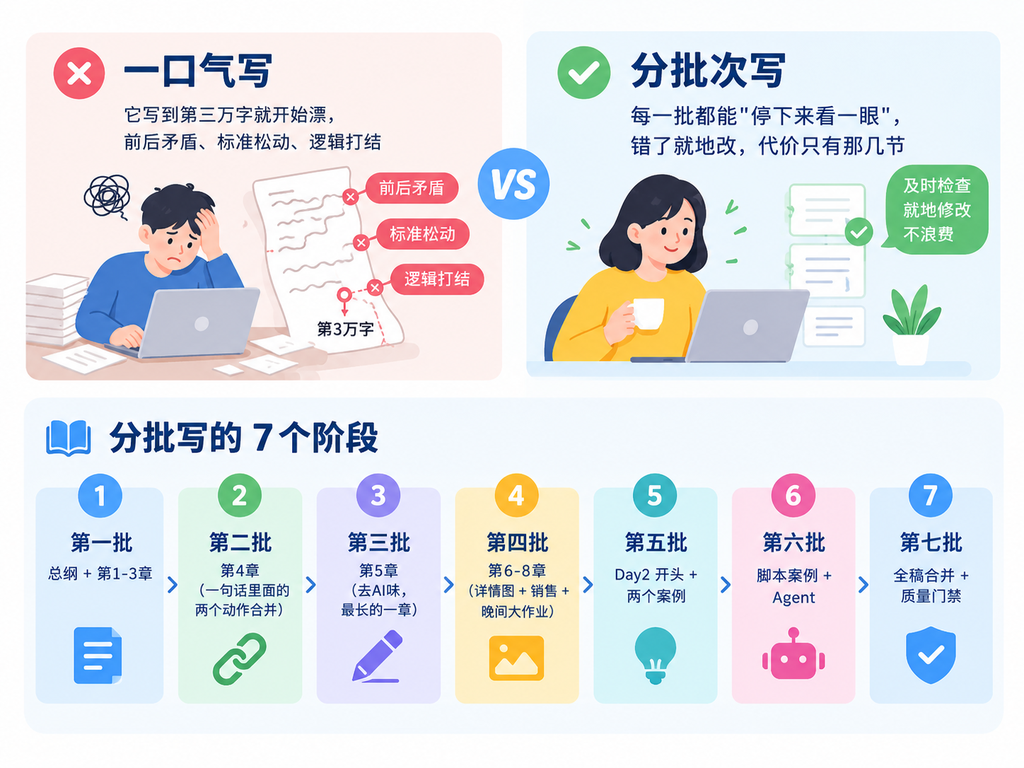 一口气写
它写到第三万字就开始漂，
前后矛盾、标准松动、逻辑打结
前后矛盾
标准松动
逻辑打结
第3万字
VS
分批次写
每一批都能"停下来看一眼"，
错了就地改，代价只有那几节
及时检查
就地修改
不浪费
分批写的 7 个阶段
1
第一批
总纲 + 第1-3章
2
第二批
第4章
（一句话里面的
两个动作合并）
3
第三批
第5章
（去AI味，
最长的一章）
4
第四批
第6-8章
（详情图 + 销售 +
晚间大作业）
5
第五批
Day2 开头 +
两个案例
6
第六批
脚本案例 +
Agent
7
第七批
全稿合并 +
质量门禁